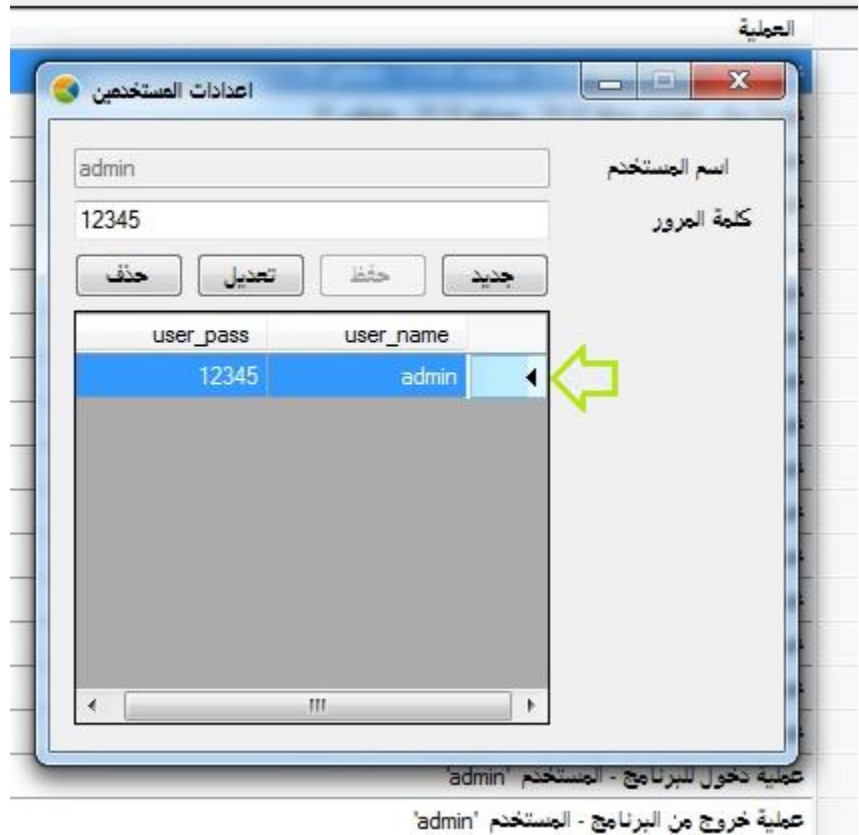 العملية
اعدادات المستخدمين
اسم المستخدم admin
كلمة المرور 12345
جديد حفظ تعديل حذف
user_name user_pass
admin 12345
عملية دخول للبرنامج - المستخدم 'admin'
عملية خروج من البرنامج - المستخدم 'admin'